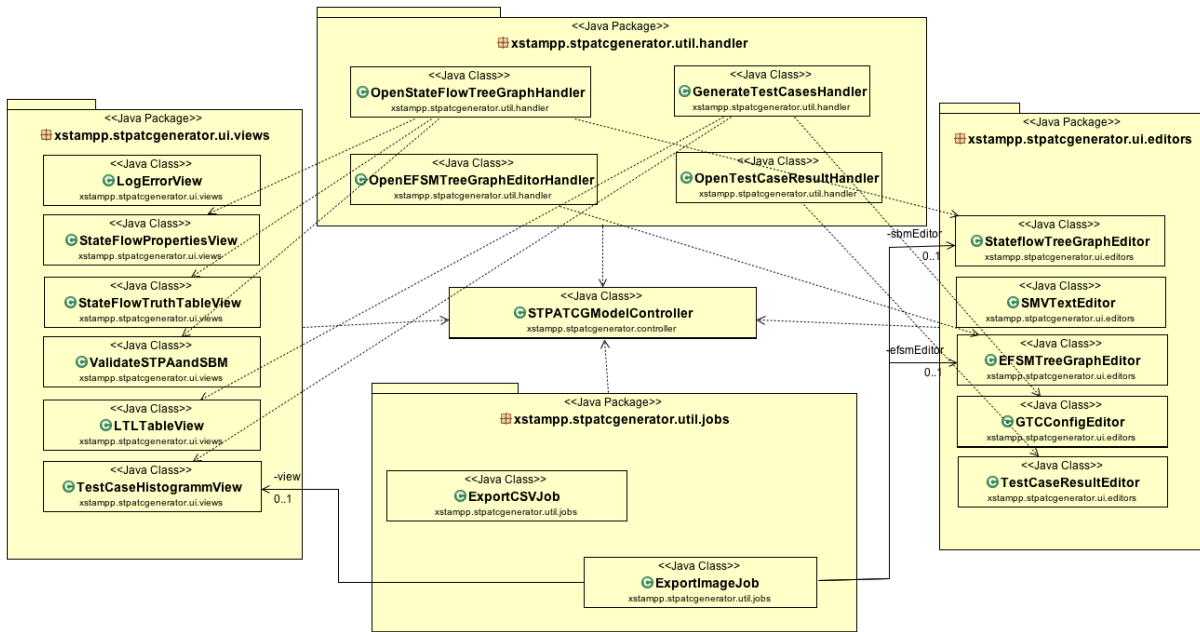 <<Java Package>>
xstampp.stpatcgenerator.util.handler
<<Java Class>>
OpenStateFlowTreeGraphHandler
xstampp.stpatcgenerator.util.handler
<<Java Class>>
GenerateTestCasesHandler
xstampp.stpatcgenerator.util.handler
<<Java Class>>
OpenEFSMTreeGraphEditorHandler
xstampp.stpatcgenerator.util.handler
<<Java Class>>
OpenTestCaseResultHandler
xstampp.stpatcgenerator.util.handler
<<Java Package>>
xstampp.stpatcgenerator.ui.views
<<Java Class>>
LogErrorView
xstampp.stpatcgenerator.ui.views
<<Java Class>>
StateFlowPropertiesView
xstampp.stpatcgenerator.ui.views
<<Java Class>>
StateFlowTruthTableView
xstampp.stpatcgenerator.ui.views
<<Java Class>>
ValidateSTPAandSBM
xstampp.stpatcgenerator.ui.views
<<Java Class>>
LTLTableView
xstampp.stpatcgenerator.ui.views
<<Java Class>>
TestCaseHistogrammView
xstampp.stpatcgenerator.ui.views
-view
0..1
<<Java Class>>
STPATCGModelController
xstampp.stpatcgenerator.controller
<<Java Package>>
xstampp.stpatcgenerator.util.jobs
<<Java Class>>
ExportCSVJob
xstampp.stpatcgenerator.util.jobs
<<Java Class>>
ExportImageJob
xstampp.stpatcgenerator.util.jobs
<<Java Package>>
xstampp.stpatcgenerator.ui.editors
-sbmEditor
0..1
<<Java Class>>
StateflowTreeGraphEditor
xstampp.stpatcgenerator.ui.editors
<<Java Class>>
SMVTextEditor
xstampp.stpatcgenerator.ui.editors
-efsmEditor
0..1
<<Java Class>>
EFSMTreeGraphEditor
xstampp.stpatcgenerator.ui.editors
<<Java Class>>
GTCConfigEditor
xstampp.stpatcgenerator.ui.editors
<<Java Class>>
TestCaseResultEditor
xstampp.stpatcgenerator.ui.editors